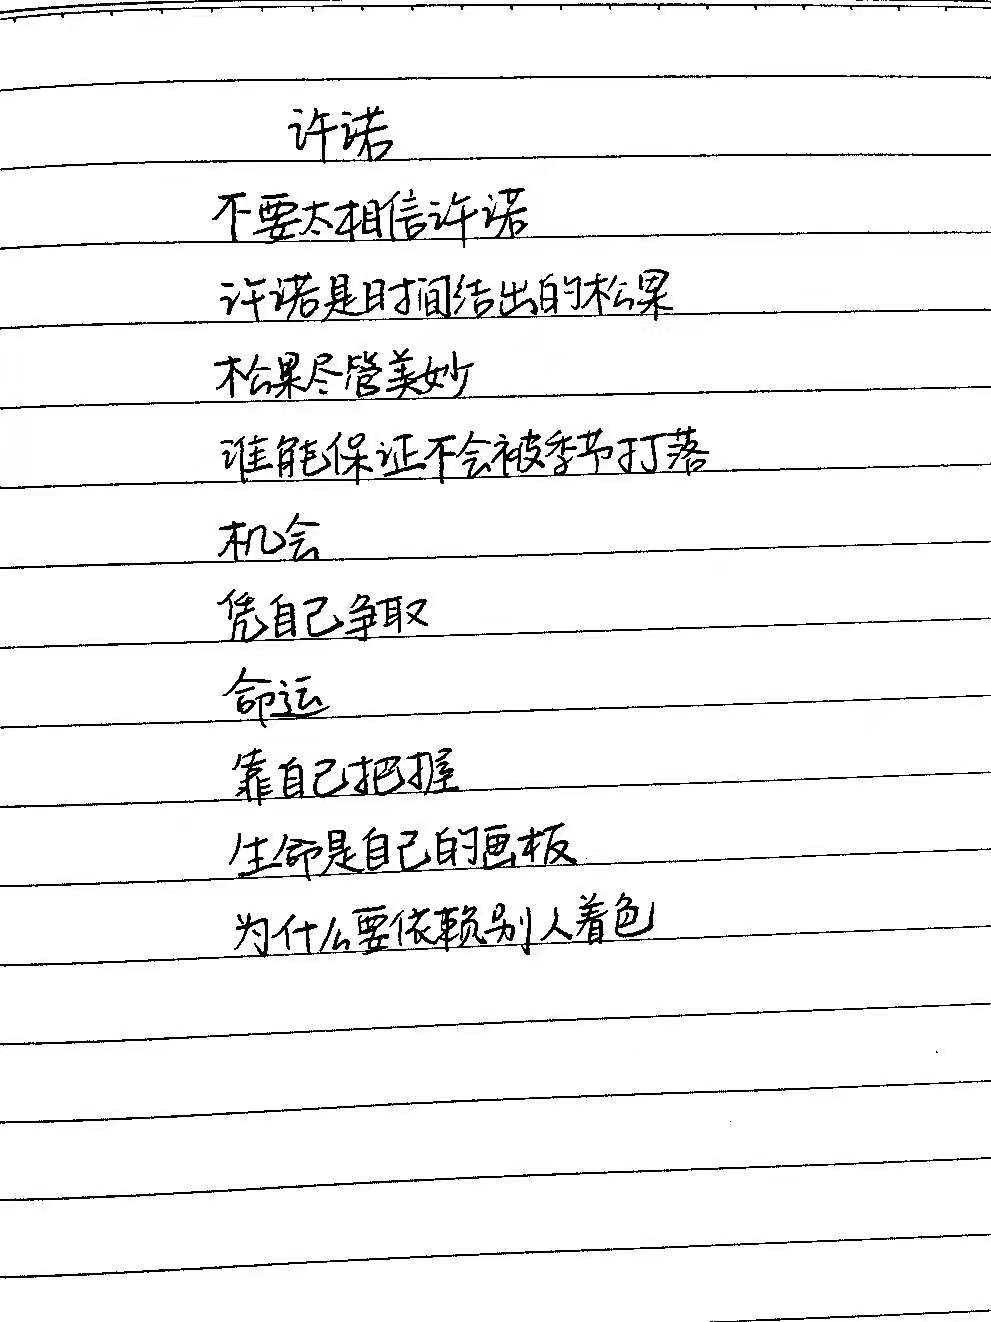 许诺
不要太相信许诺
许诺是时间结出的松果
松果尽管美妙
谁能保证不会被季节打落
机会
凭自己争取
命运
靠自己把握
生命是自己的画板
为什么要依赖别人着色